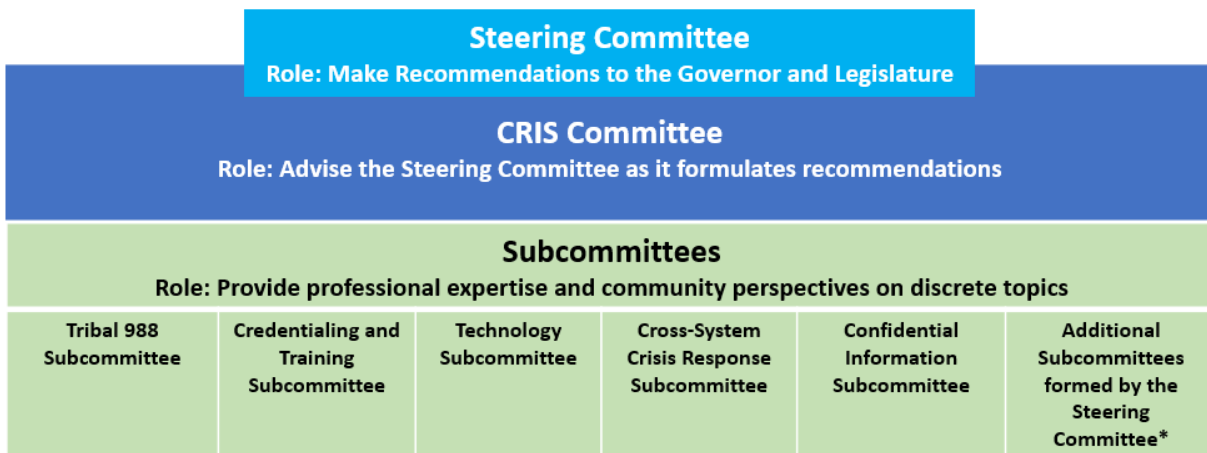 Steering Committee
Role: Make Recommendations to the Governor and Legislature
CRIS Committee
Role: Advise the Steering Committee as it formulates recommendations
Subcommittees
Role: Provide professional expertise and community perspectives on discrete topics
Tribal 988
Subcommittee
Credentialing and
Training
Subcommittee
Technology
Subcommittee
Cross-System
Crisis Response
Subcommittee
Confidential
Information
Subcommittee
Additional
Subcommittees
formed by the
Steering
Committee*